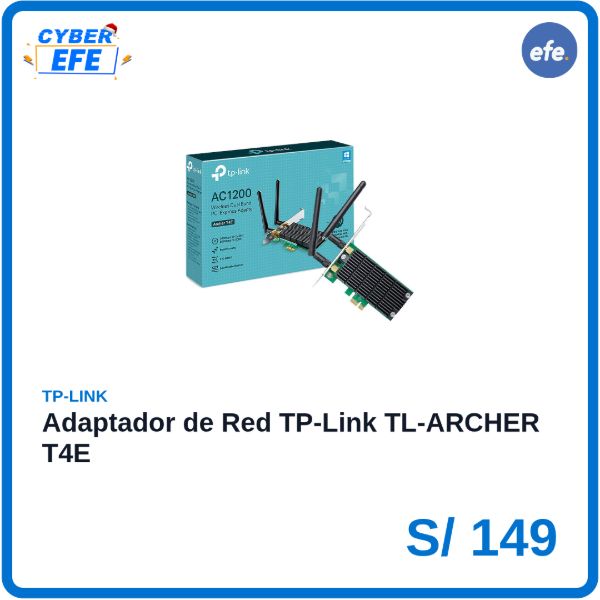 CYBER
EFE
efe.
tp-link
AC1200
TP-LINK
Adaptador de Red TP-Link TL-ARCHER
T4E
S/ 149